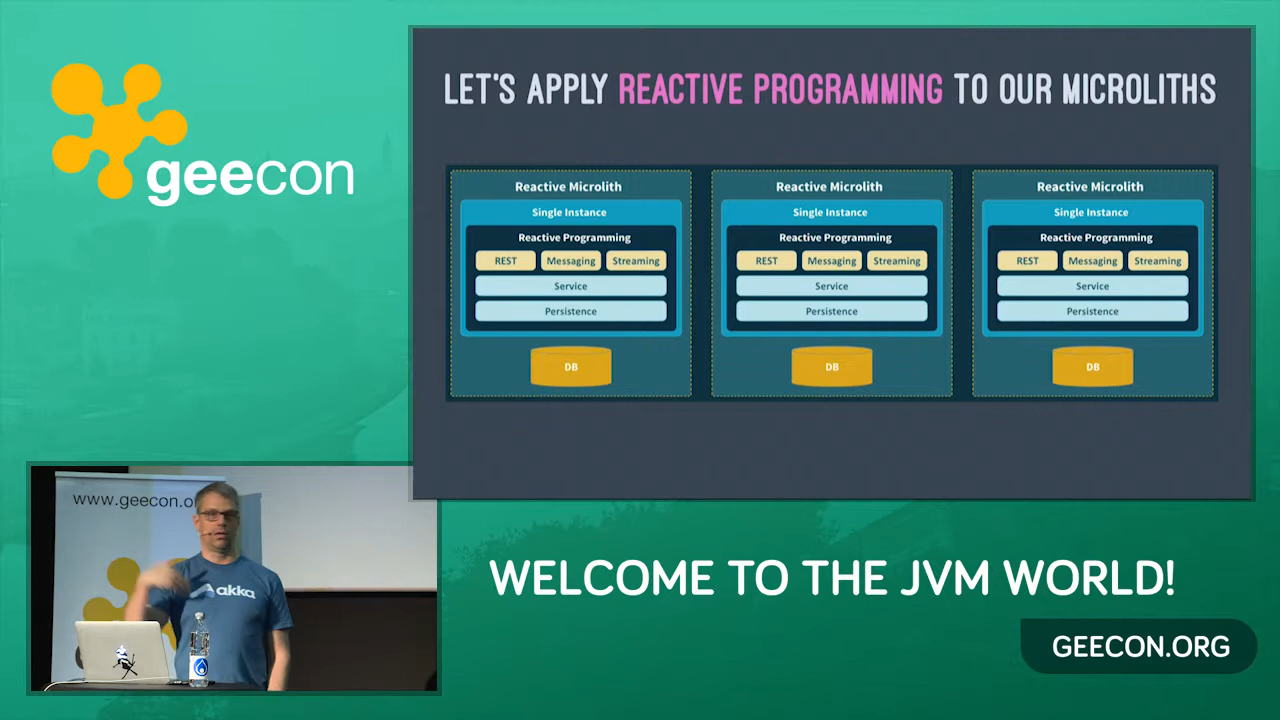 geecon
LET'S APPLY REACTIVE PROGRAMMING TO OUR MICROLITHS
Reactive Microlith
Single Instance
Reactive Programming
REST Messaging Streaming
Service
Persistence
DB
Reactive Microlith
Single Instance
Reactive Programming
REST Messaging Streaming
Service
Persistence
DB
Reactive Microlith
Single Instance
Reactive Programming
REST Messaging Streaming
Service
Persistence
DB
www.geecon.o
akka
WELCOME TO THE JVM WORLD!
GEECON.ORG